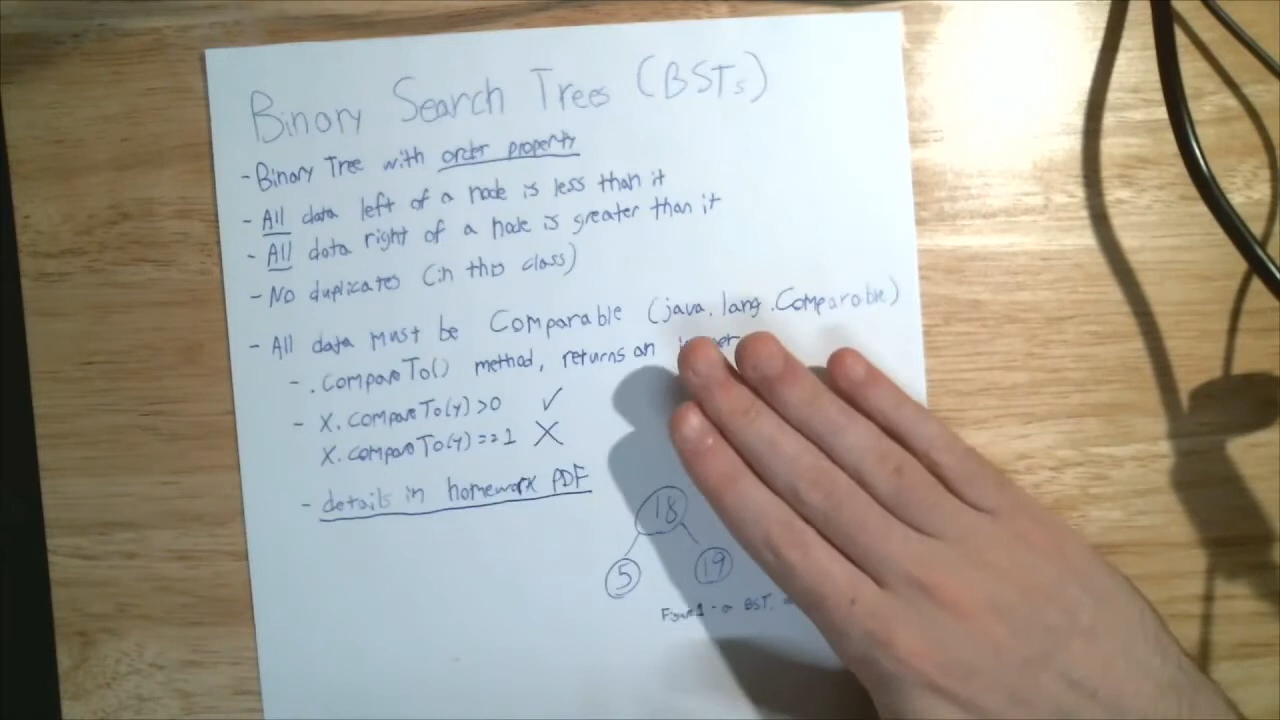 Binary Search Trees (BSTs)
- Binary Tree with order property
- All data left of a node is less than it
- All data right of a node is greater than it
- No duplicates (in this class)
- All data must be Comparable (java.lang.Comparable)
- .compareTo() method, returns an
- X.compareTo(Y)>0 ✓
X.compareTo(Y)==1 X
- details in homework PDF
18
5 19
Figure 1 - a BST,